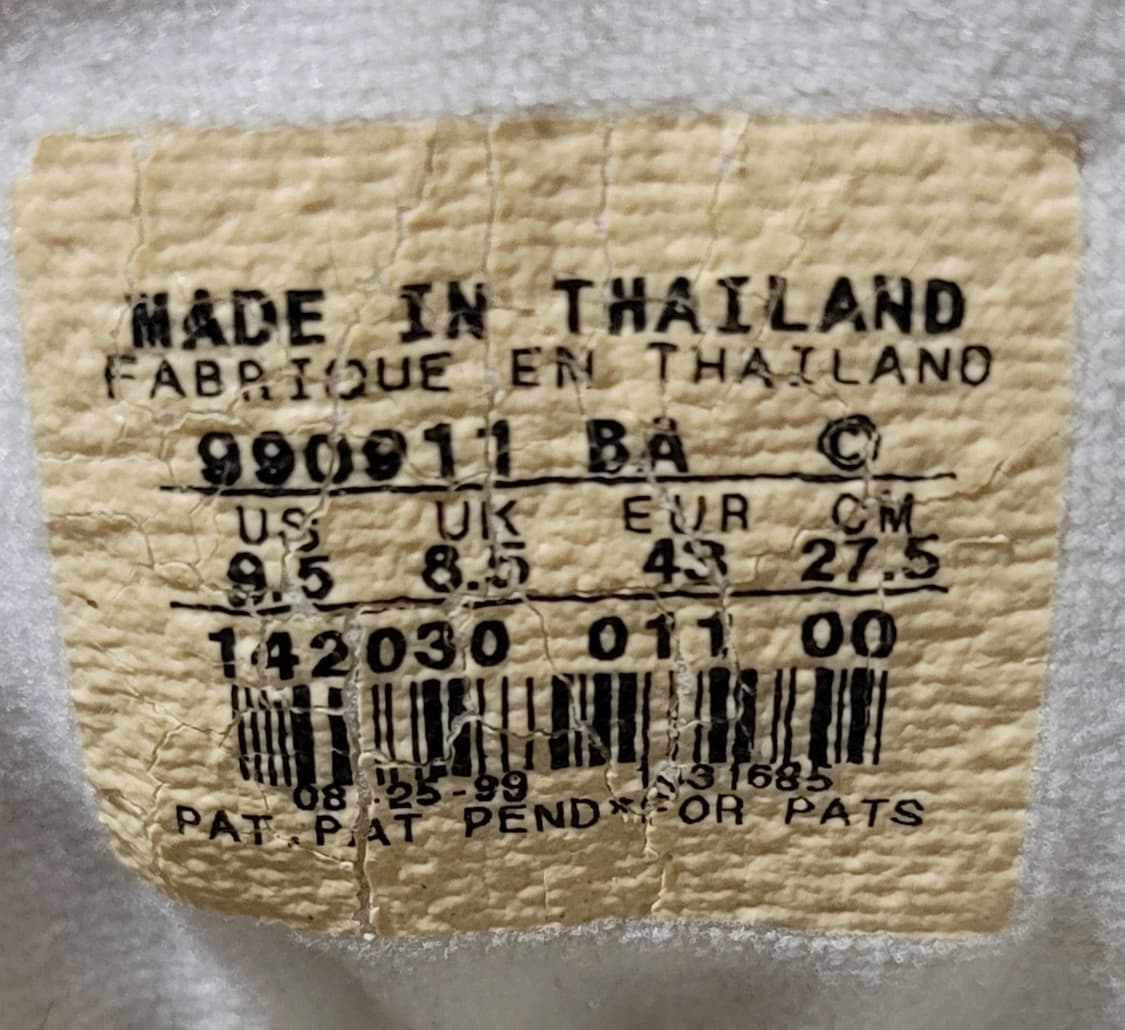 MADE IN THAILAND
FABRIQUE EN THAILAND
990911 BA ©
US UK EUR CM
9.5 8.5 43 27.5
142030 011 00
08 -25-99
PAT.PAT PEND*FOR PATS